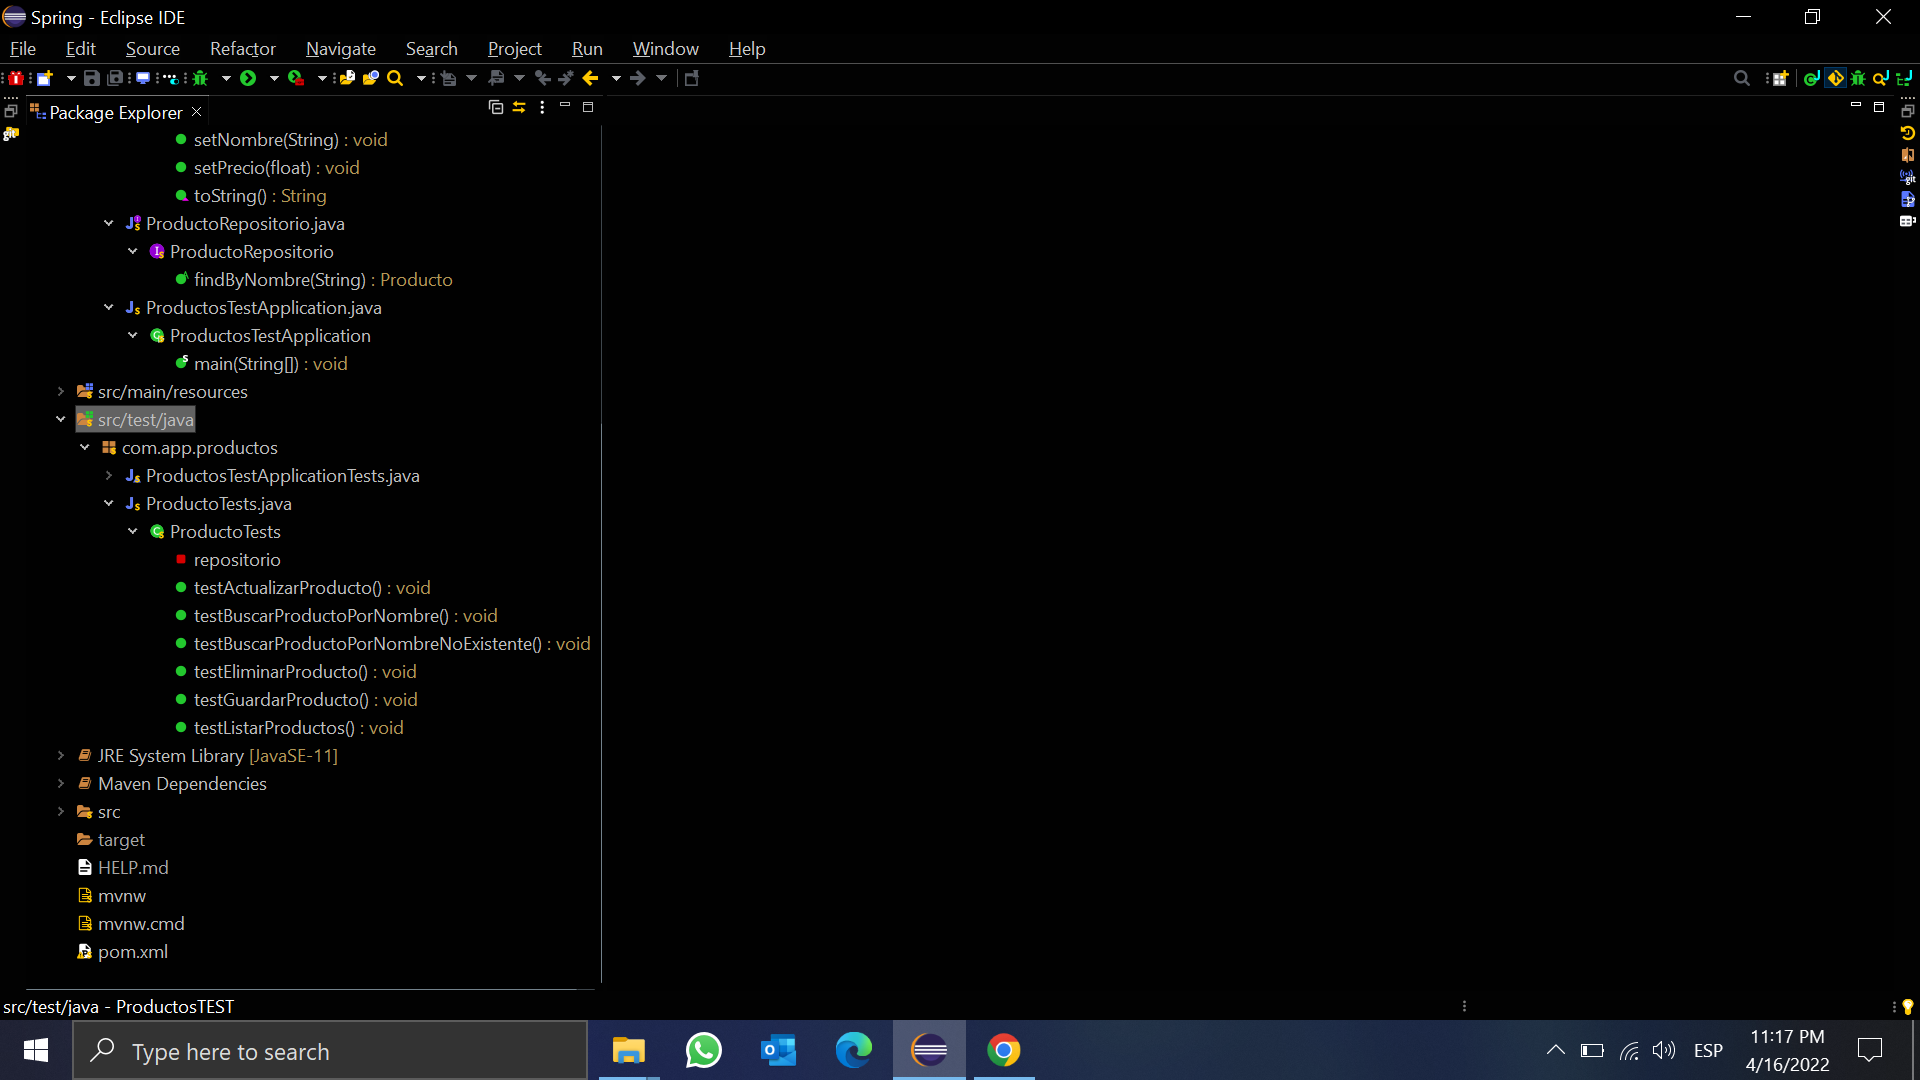 Spring - Eclipse IDE
File Edit Source Refactor Navigate Search Project Run Window Help
Package Explorer
setNombre(String) : void
setPrecio(float) : void
toString() : String
ProductoRepositorio.java
ProductoRepositorio
findByNombre(String) : Producto
ProductosTestApplication.java
ProductosTestApplication
main(String[]) : void
src/main/resources
src/test/java
com.app.productos
ProductosTestApplicationTests.java
ProductoTests.java
ProductoTests
repositorio
testActualizarProducto() : void
testBuscarProductoPorNombre() : void
testBuscarProductoPorNombreNoExistente() : void
testEliminarProducto() : void
testGuardarProducto() : void
testListarProductos() : void
JRE System Library [JavaSE-11]
Maven Dependencies
src
target
HELP.md
mvnw
mvnw.cmd
pom.xml
src/test/java - ProductosTEST
Type here to search
ESP
11:17 PM
4/16/2022